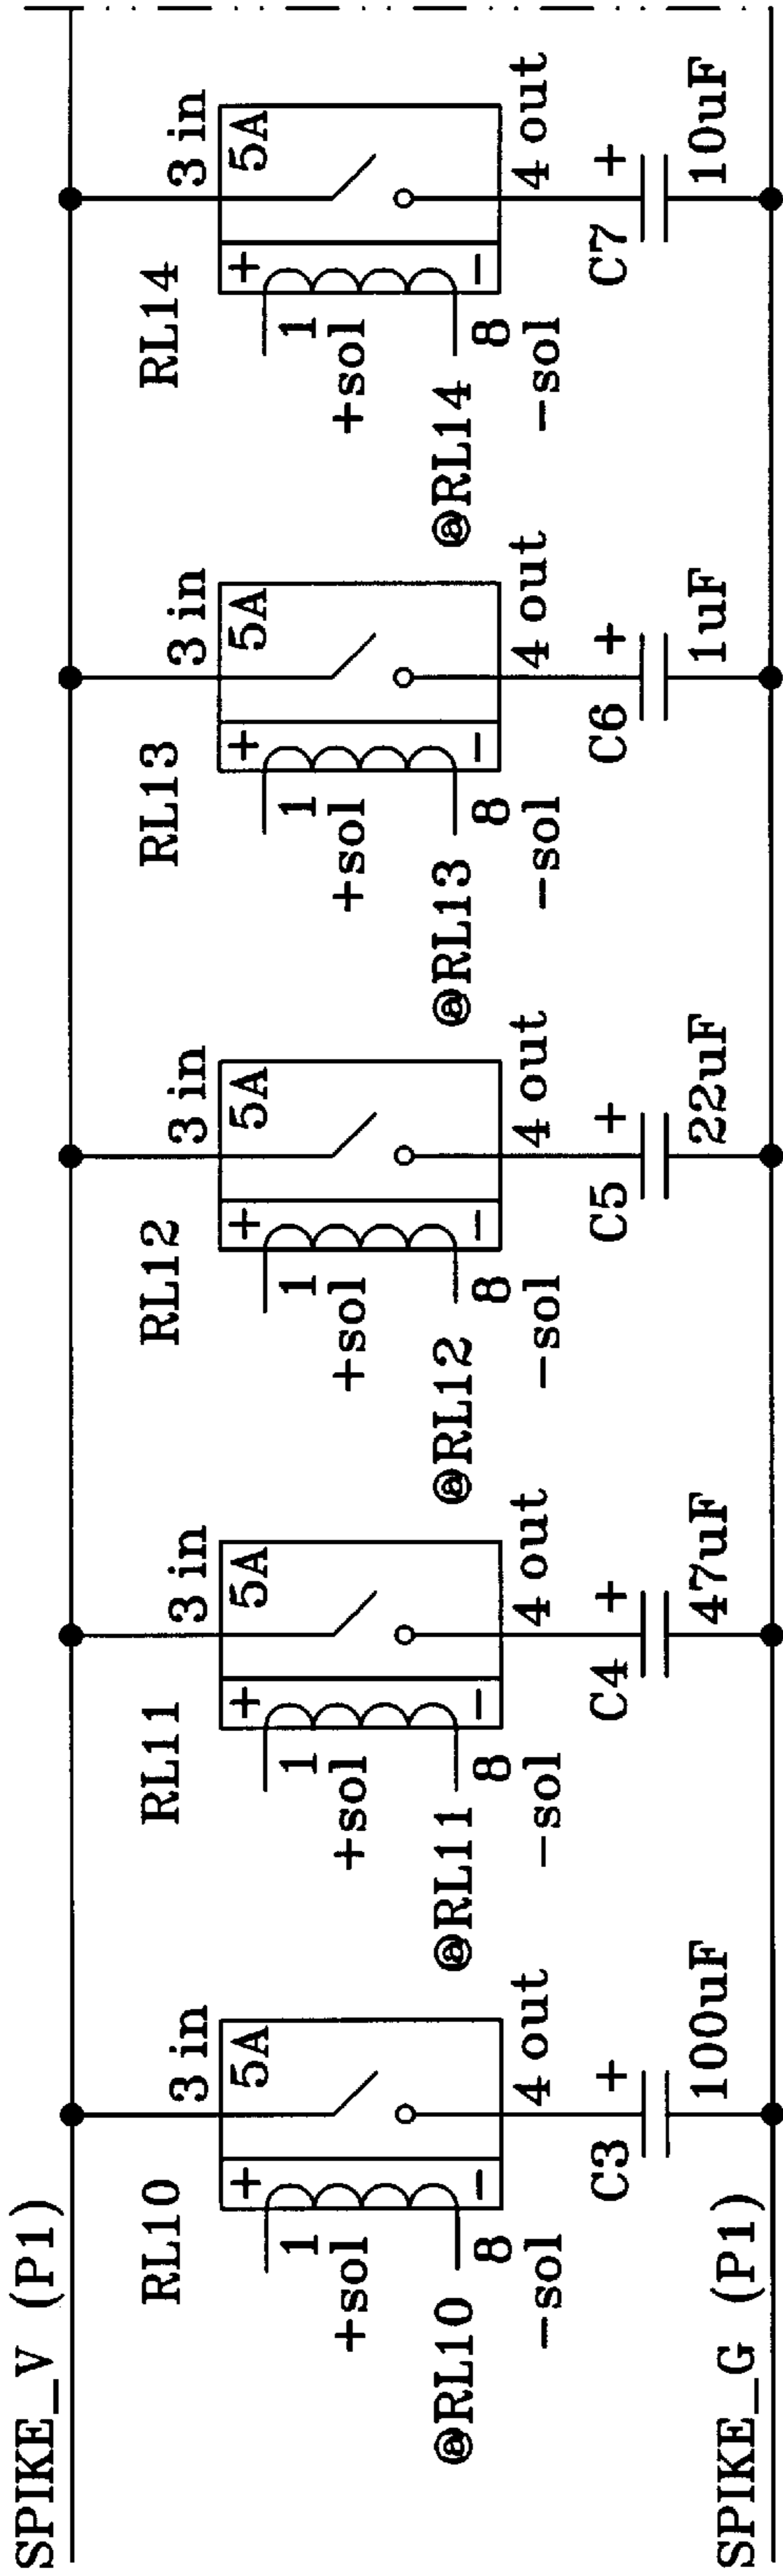 SPIKE_V (P1)
RL10
3 in
5A
+
1
+sol
@RL10
8
-sol
−
4 out
C3
+
100uF
RL11
3 in
5A
+
1
+sol
@RL11
8
-sol
−
4 out
C4
+
47uF
RL12
3 in
5A
+
1
+sol
@RL12
8
-sol
−
4 out
C5
+
22uF
RL13
3 in
5A
+
1
+sol
@RL13
8
-sol
−
4 out
C6
+
1uF
RL14
3 in
5A
+
1
+sol
@RL14
8
-sol
−
4 out
C7
+
10uF
SPIKE_G (P1)